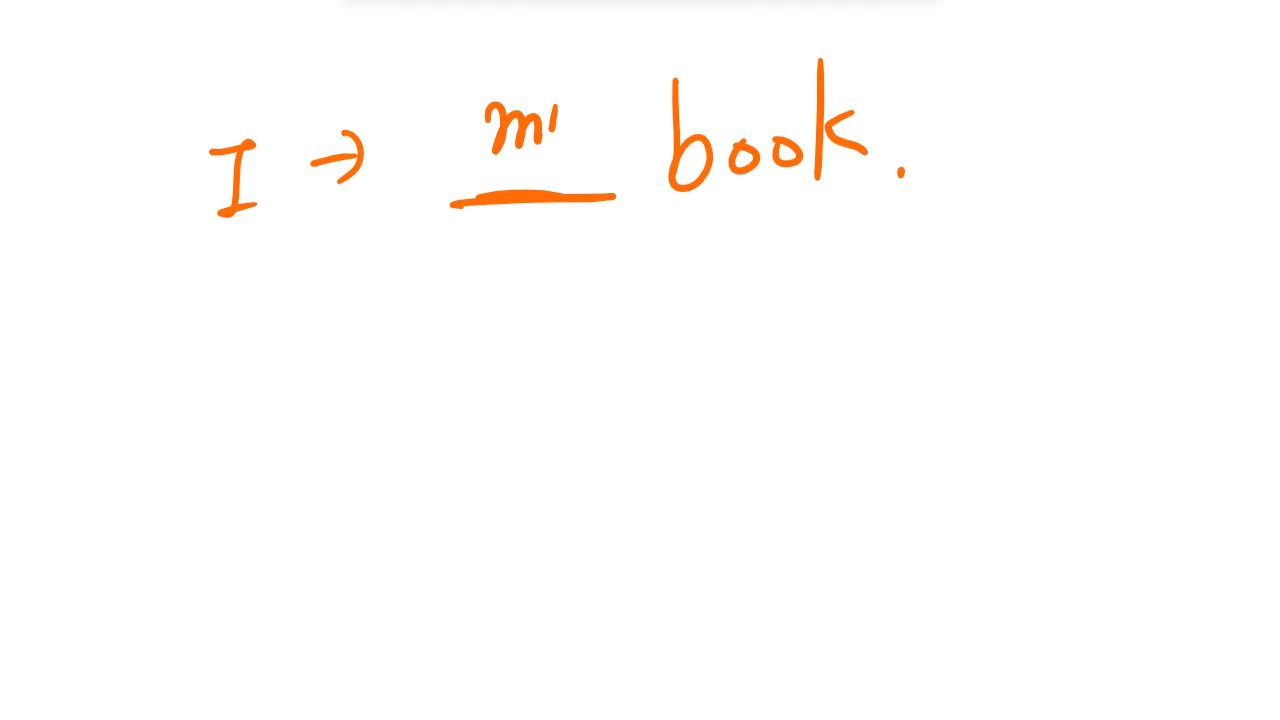 I → m' book.